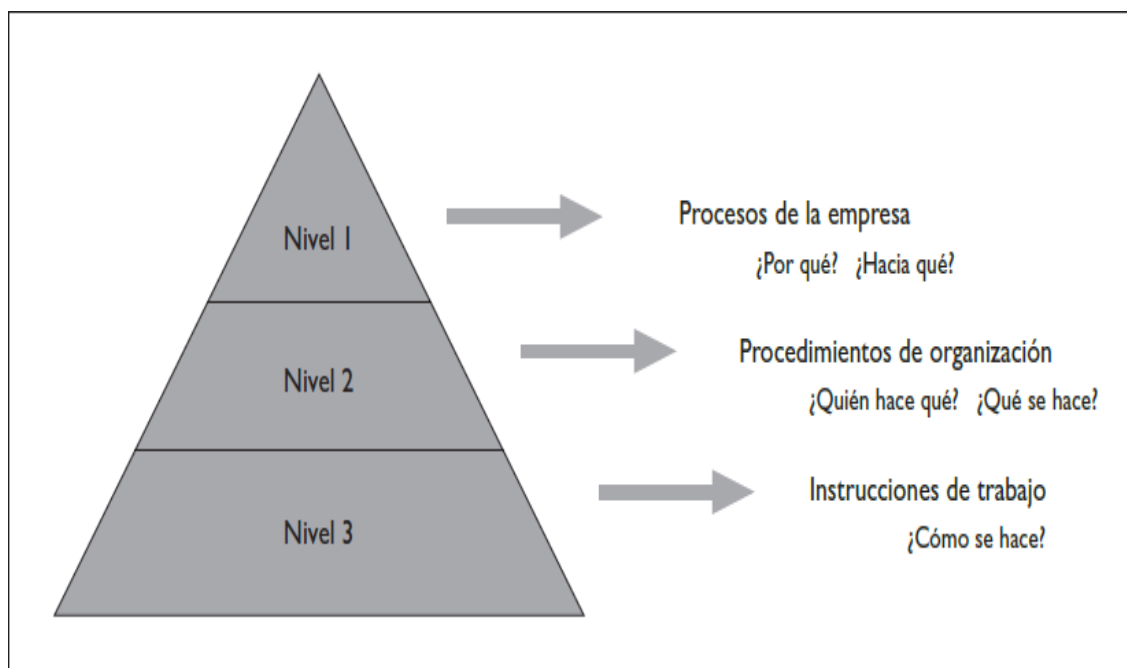 Nivel 1
Procesos de la empresa
¿Por qué? ¿Hacia qué?
Nivel 2
Procedimientos de organización
¿Quién hace qué? ¿Qué se hace?
Nivel 3
Instrucciones de trabajo
¿Cómo se hace?